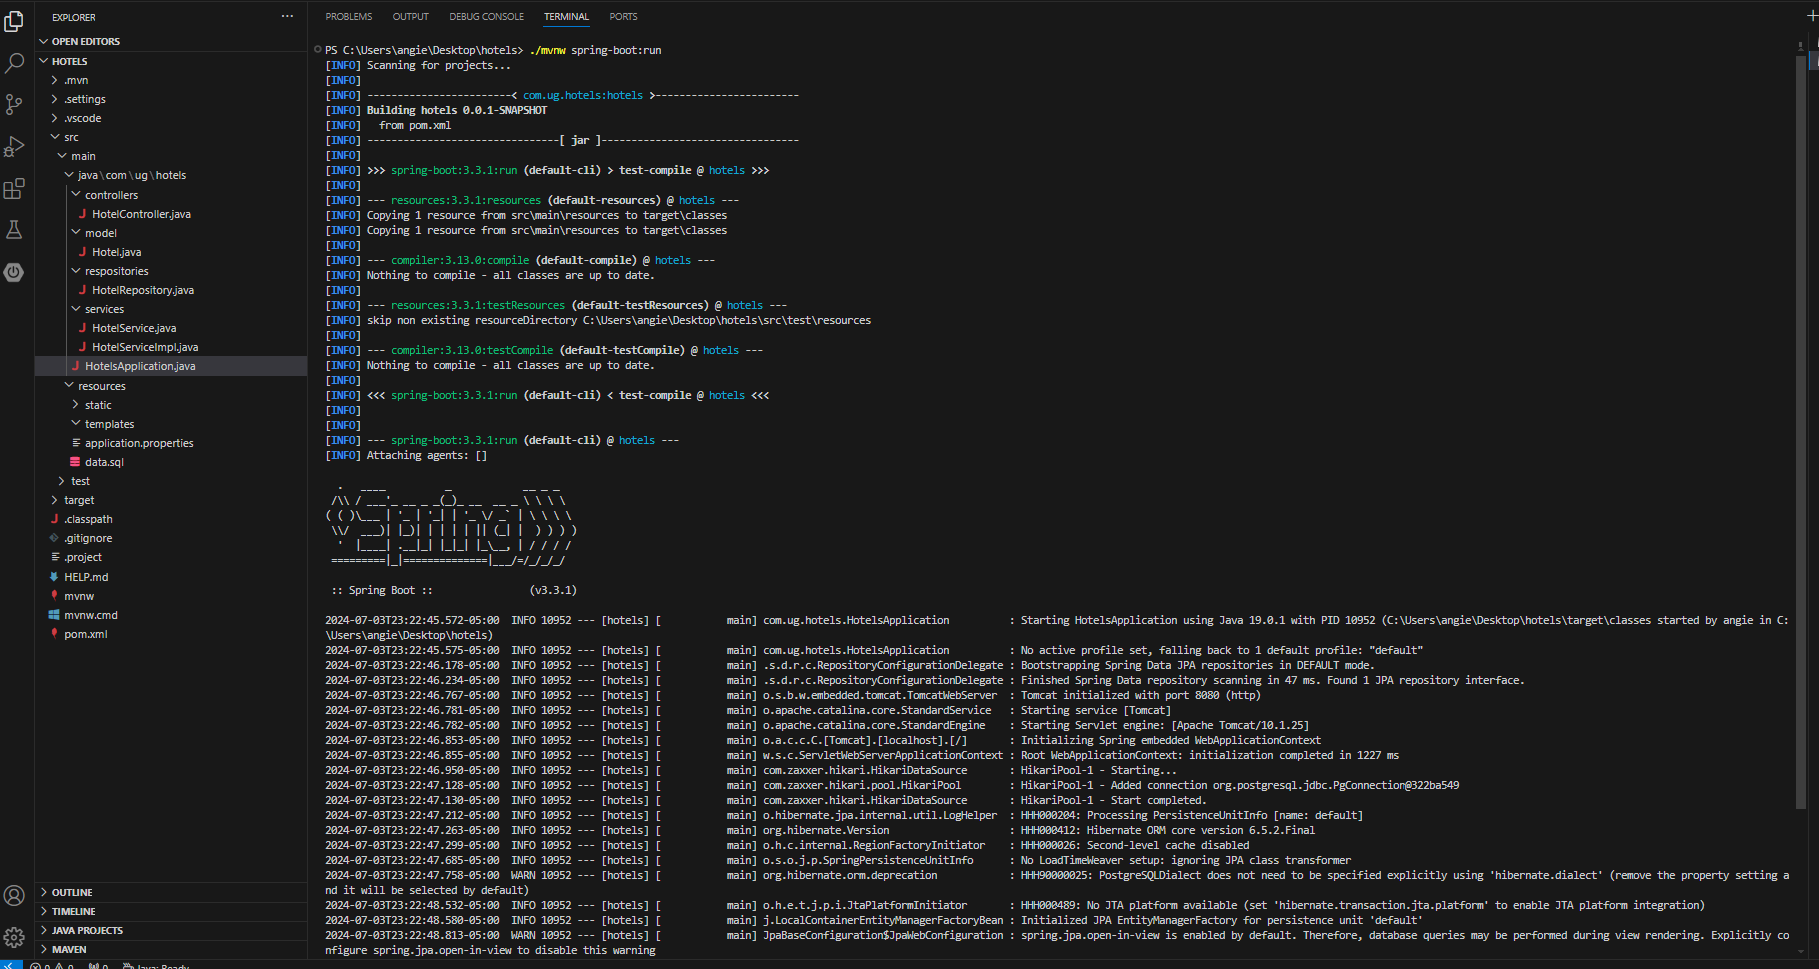 EXPLORER
OPEN EDITORS
HOTELS
.mvn
.settings
.vscode
src
main
java\com\ug\hotels
controllers
HotelController.java
model
Hotel.java
respositories
HotelRepository.java
services
HotelService.java
HotelServiceImpl.java
HotelsApplication.java
resources
static
templates
application.properties
data.sql
test
target
.classpath
.gitignore
.project
HELP.md
mvnw
mvnw.cmd
pom.xml
OUTLINE
TIMELINE
JAVA PROJECTS
MAVEN
PROBLEMS OUTPUT DEBUG CONSOLE TERMINAL PORTS
PS C:\Users\angie\Desktop\hotels> ./mvnw spring-boot:run
[INFO] Scanning for projects...
[INFO]
[INFO] ------------------------< com.ug.hotels:hotels >------------------------
[INFO] Building hotels 0.0.1-SNAPSHOT
[INFO]   from pom.xml
[INFO] --------------------------------[ jar ]---------------------------------
[INFO]
[INFO] >>> spring-boot:3.3.1:run (default-cli) > test-compile @ hotels >>>
[INFO]
[INFO] --- resources:3.3.1:resources (default-resources) @ hotels ---
[INFO] Copying 1 resource from src\main\resources to target\classes
[INFO] Copying 1 resource from src\main\resources to target\classes
[INFO]
[INFO] --- compiler:3.13.0:compile (default-compile) @ hotels ---
[INFO] Nothing to compile - all classes are up to date.
[INFO]
[INFO] --- resources:3.3.1:testResources (default-testResources) @ hotels ---
[INFO] skip non existing resourceDirectory C:\Users\angie\Desktop\hotels\src\test\resources
[INFO]
[INFO] --- compiler:3.13.0:testCompile (default-testCompile) @ hotels ---
[INFO] Nothing to compile - all classes are up to date.
[INFO]
[INFO] <<< spring-boot:3.3.1:run (default-cli) < test-compile @ hotels <<<
[INFO]
[INFO]
[INFO] --- spring-boot:3.3.1:run (default-cli) @ hotels ---
[INFO] Attaching agents: []
  .   ____          _            __ _ _
 /\\ / ___'_ __ _ _(_)_ __  __ _ \ \ \ \
( ( )\___ | '_ | '_| | '_ \/ _` | \ \ \ \
 \\/  ___)| |_)| | | | | || (_| |  ) ) ) )
  '  |____| .__|_| |_|_| |_\__, | / / / /
 =========|_|==============|___/=/_/_/_/
 :: Spring Boot ::                (v3.3.1)
2024-07-03T23:22:45.572-05:00  INFO 10952 --- [hotels] [           main] com.ug.hotels.HotelsApplication          : Starting HotelsApplication using Java 19.0.1 with PID 10952 (C:\Users\angie\Desktop\hotels\target\classes started by angie in C:
\Users\angie\Desktop\hotels)
2024-07-03T23:22:45.575-05:00  INFO 10952 --- [hotels] [           main] com.ug.hotels.HotelsApplication          : No active profile set, falling back to 1 default profile: "default"
2024-07-03T23:22:46.178-05:00  INFO 10952 --- [hotels] [           main] .s.d.r.c.RepositoryConfigurationDelegate : Bootstrapping Spring Data JPA repositories in DEFAULT mode.
2024-07-03T23:22:46.234-05:00  INFO 10952 --- [hotels] [           main] .s.d.r.c.RepositoryConfigurationDelegate : Finished Spring Data repository scanning in 47 ms. Found 1 JPA repository interface.
2024-07-03T23:22:46.767-05:00  INFO 10952 --- [hotels] [           main] o.s.b.w.embedded.tomcat.TomcatWebServer  : Tomcat initialized with port 8080 (http)
2024-07-03T23:22:46.781-05:00  INFO 10952 --- [hotels] [           main] o.apache.catalina.core.StandardService   : Starting service [Tomcat]
2024-07-03T23:22:46.782-05:00  INFO 10952 --- [hotels] [           main] o.apache.catalina.core.StandardEngine    : Starting Servlet engine: [Apache Tomcat/10.1.25]
2024-07-03T23:22:46.853-05:00  INFO 10952 --- [hotels] [           main] o.a.c.c.C.[Tomcat].[localhost].[/]       : Initializing Spring embedded WebApplicationContext
2024-07-03T23:22:46.855-05:00  INFO 10952 --- [hotels] [           main] w.s.c.ServletWebServerApplicationContext : Root WebApplicationContext: initialization completed in 1227 ms
2024-07-03T23:22:46.950-05:00  INFO 10952 --- [hotels] [           main] com.zaxxer.hikari.HikariDataSource       : HikariPool-1 - Starting...
2024-07-03T23:22:47.128-05:00  INFO 10952 --- [hotels] [           main] com.zaxxer.hikari.pool.HikariPool        : HikariPool-1 - Added connection org.postgresql.jdbc.PgConnection@322ba549
2024-07-03T23:22:47.130-05:00  INFO 10952 --- [hotels] [           main] com.zaxxer.hikari.HikariDataSource       : HikariPool-1 - Start completed.
2024-07-03T23:22:47.212-05:00  INFO 10952 --- [hotels] [           main] o.hibernate.jpa.internal.util.LogHelper  : HHH000204: Processing PersistenceUnitInfo [name: default]
2024-07-03T23:22:47.263-05:00  INFO 10952 --- [hotels] [           main] org.hibernate.Version                    : HHH000412: Hibernate ORM core version 6.5.2.Final
2024-07-03T23:22:47.299-05:00  INFO 10952 --- [hotels] [           main] o.h.c.internal.RegionFactoryInitiator    : HHH000026: Second-level cache disabled
2024-07-03T23:22:47.685-05:00  INFO 10952 --- [hotels] [           main] o.s.o.j.p.SpringPersistenceUnitInfo      : No LoadTimeWeaver setup: ignoring JPA class transformer
2024-07-03T23:22:47.758-05:00  WARN 10952 --- [hotels] [           main] org.hibernate.orm.deprecation            : HHH90000025: PostgreSQLDialect does not need to be specified explicitly using 'hibernate.dialect' (remove the property setting a
nd it will be selected by default)
2024-07-03T23:22:48.532-05:00  INFO 10952 --- [hotels] [           main] o.h.e.t.j.p.i.JtaPlatformInitiator       : HHH000489: No JTA platform available (set 'hibernate.transaction.jta.platform' to enable JTA platform integration)
2024-07-03T23:22:48.580-05:00  INFO 10952 --- [hotels] [           main] j.LocalContainerEntityManagerFactoryBean : Initialized JPA EntityManagerFactory for persistence unit 'default'
2024-07-03T23:22:48.813-05:00  WARN 10952 --- [hotels] [           main] JpaBaseConfiguration$JpaWebConfiguration : spring.jpa.open-in-view is enabled by default. Therefore, database queries may be performed during view rendering. Explicitly co
nfigure spring.jpa.open-in-view to disable this warning
Java: Ready